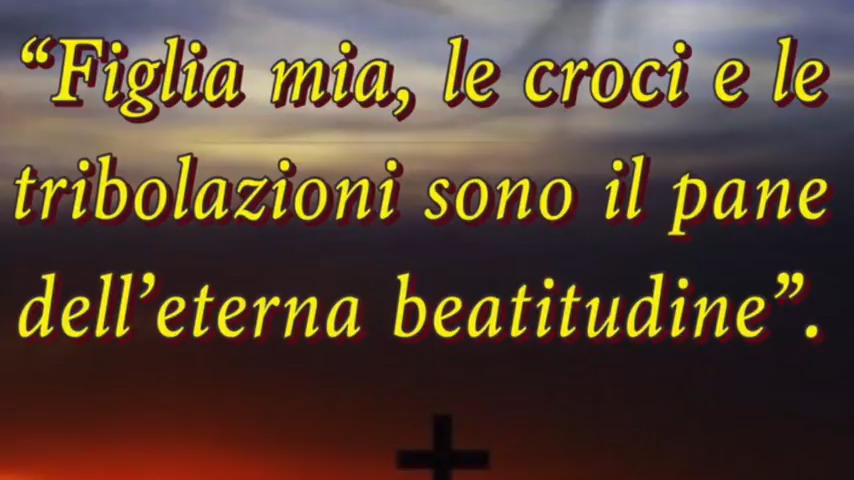 “Figlia mia, le croci e le
tribolazioni sono il pane
dell’eterna beatitudine”.